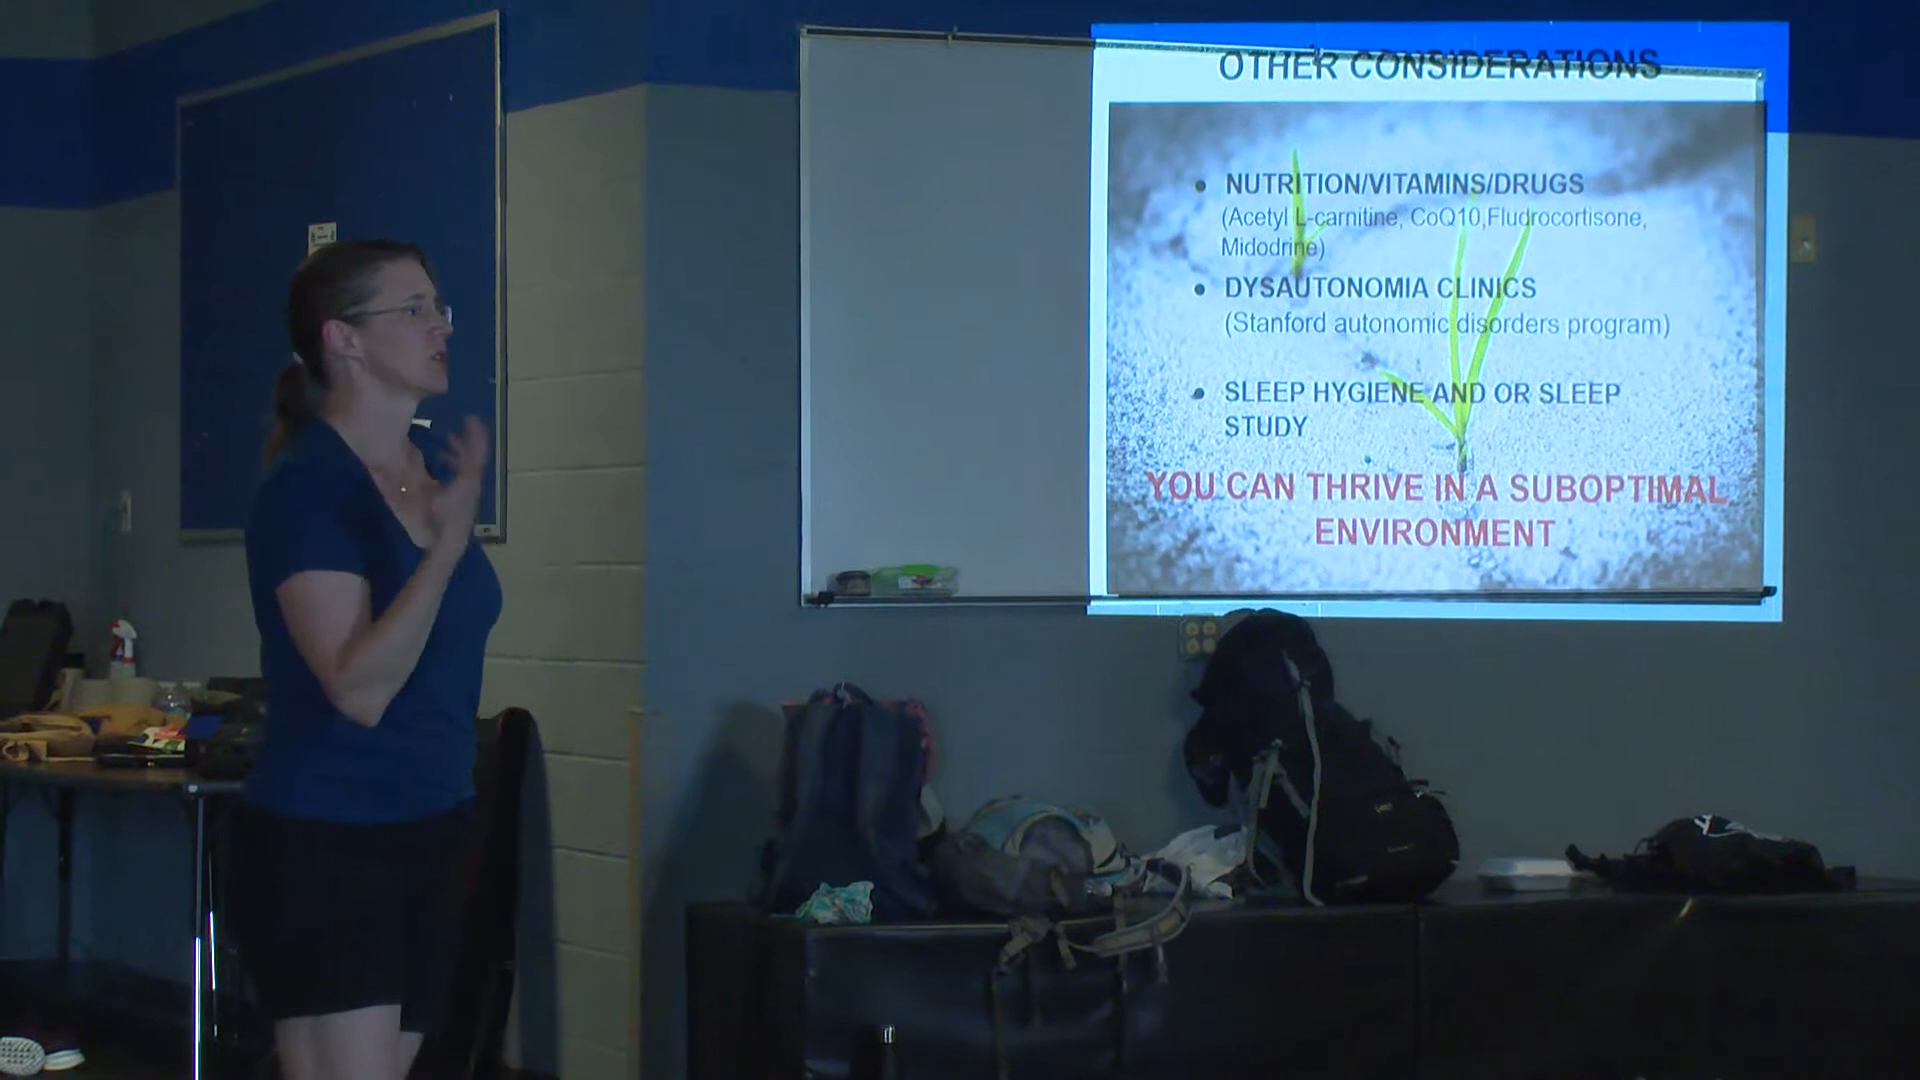 OTHER CONSIDERATIONS
• NUTRITION/VITAMINS/DRUGS
(Acetyl L-carnitine, CoQ10,Fludrocortisone,
Midodrine)
• DYSAUTONOMIA CLINICS
(Stanford autonomic disorders program)
• SLEEP HYGIENE AND OR SLEEP
STUDY
YOU CAN THRIVE IN A SUBOPTIMAL
ENVIRONMENT